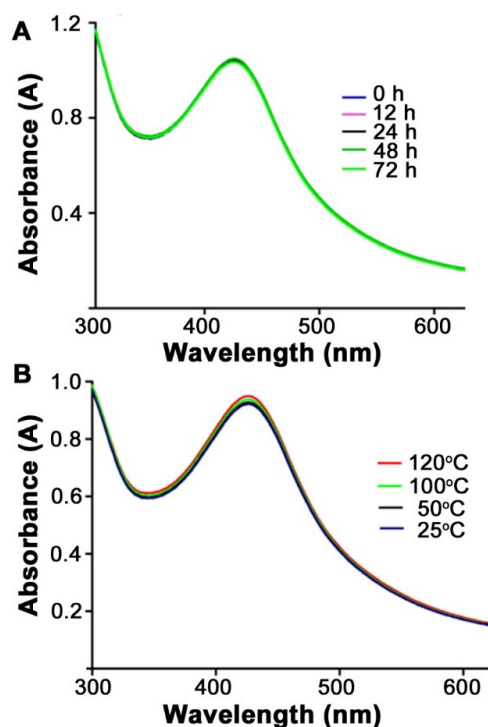 A
1.2
0.8
0.4
Absorbance (A)
0 h
12 h
24 h
48 h
72 h
300 400 500 600
Wavelength (nm)
B
1.0
0.8
0.6
0.4
0.2
Absorbance (A)
120°C
100°C
50°C
25°C
300 400 500 600
Wavelength (nm)